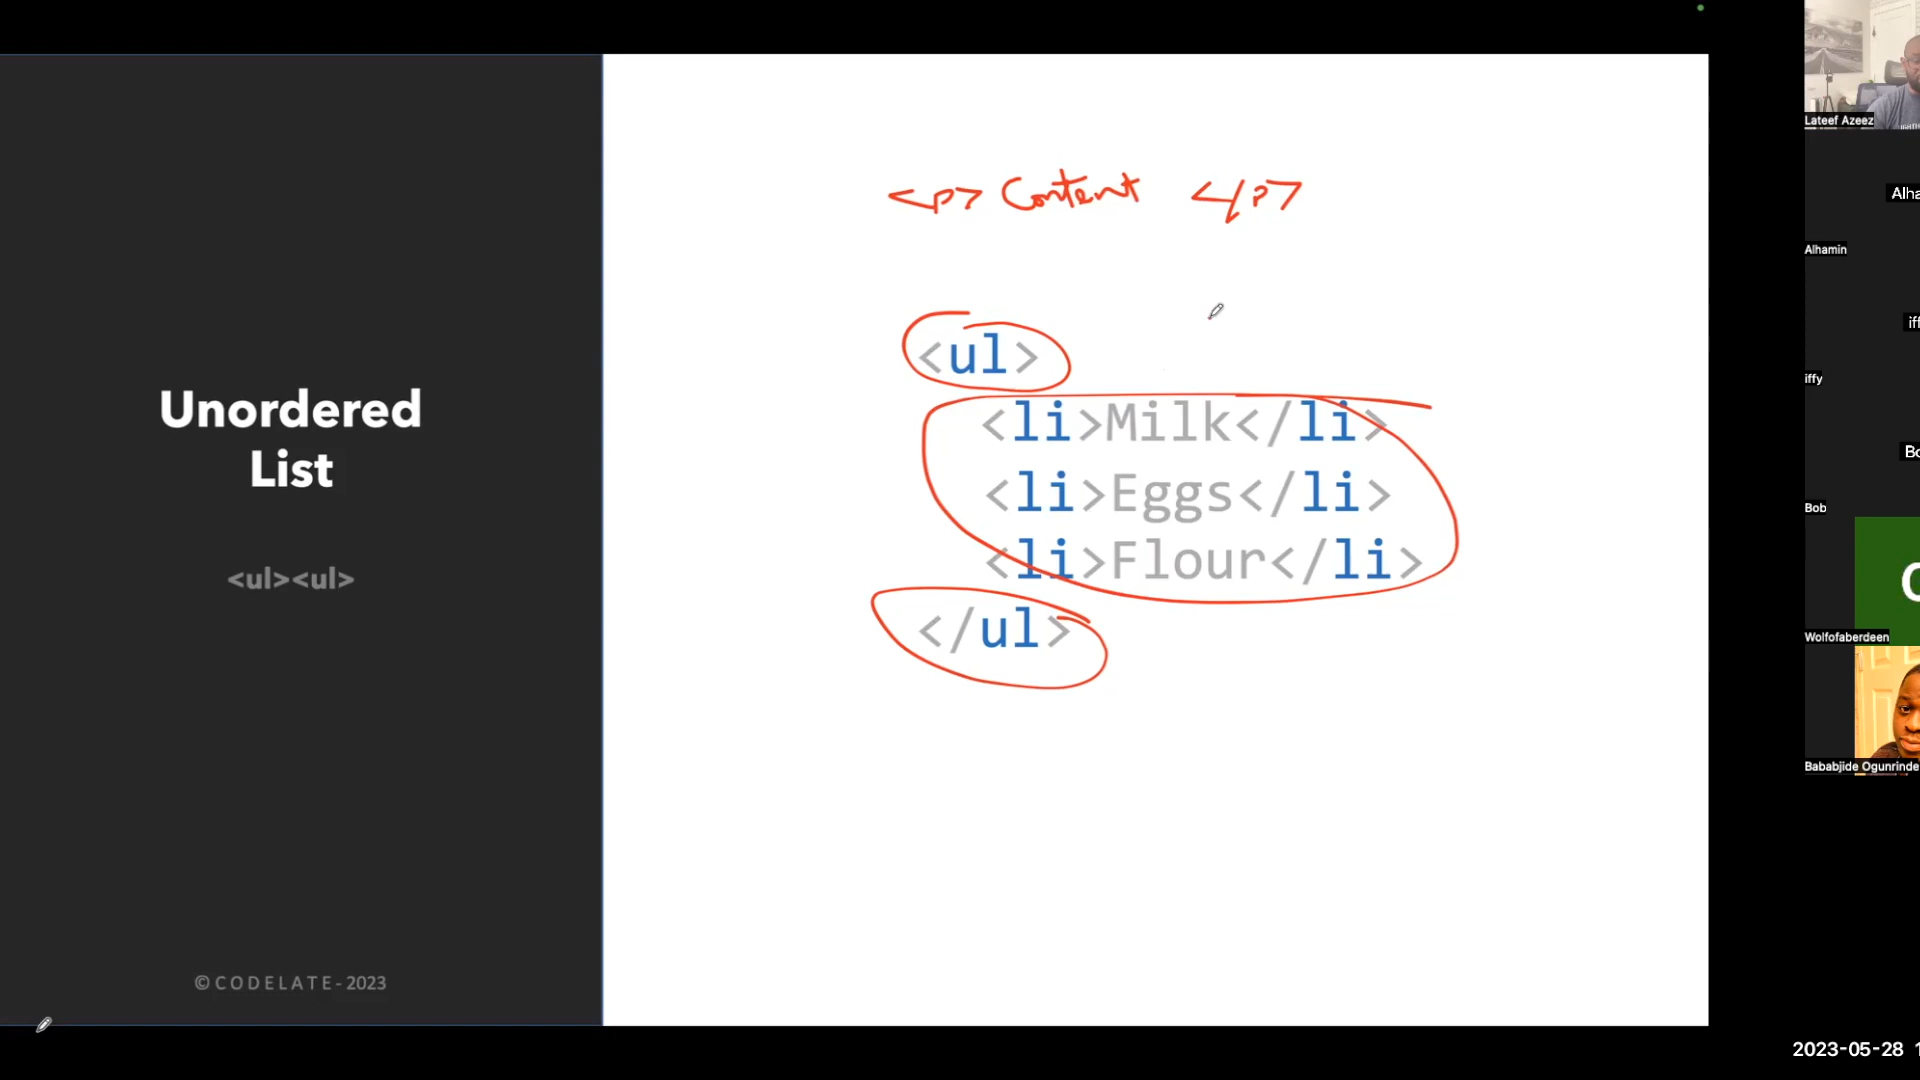 Unordered
List
<ul><ul>
©CODELATE-2023
<p> Content </p>
<ul>
<li>Milk</li>
<li>Eggs</li>
<li>Flour</li>
</ul>
Lateef Azeez
Alhamin
iffy
Bob
Wolfofaberdeen
Bababjide Ogunrinde
2023-05-28